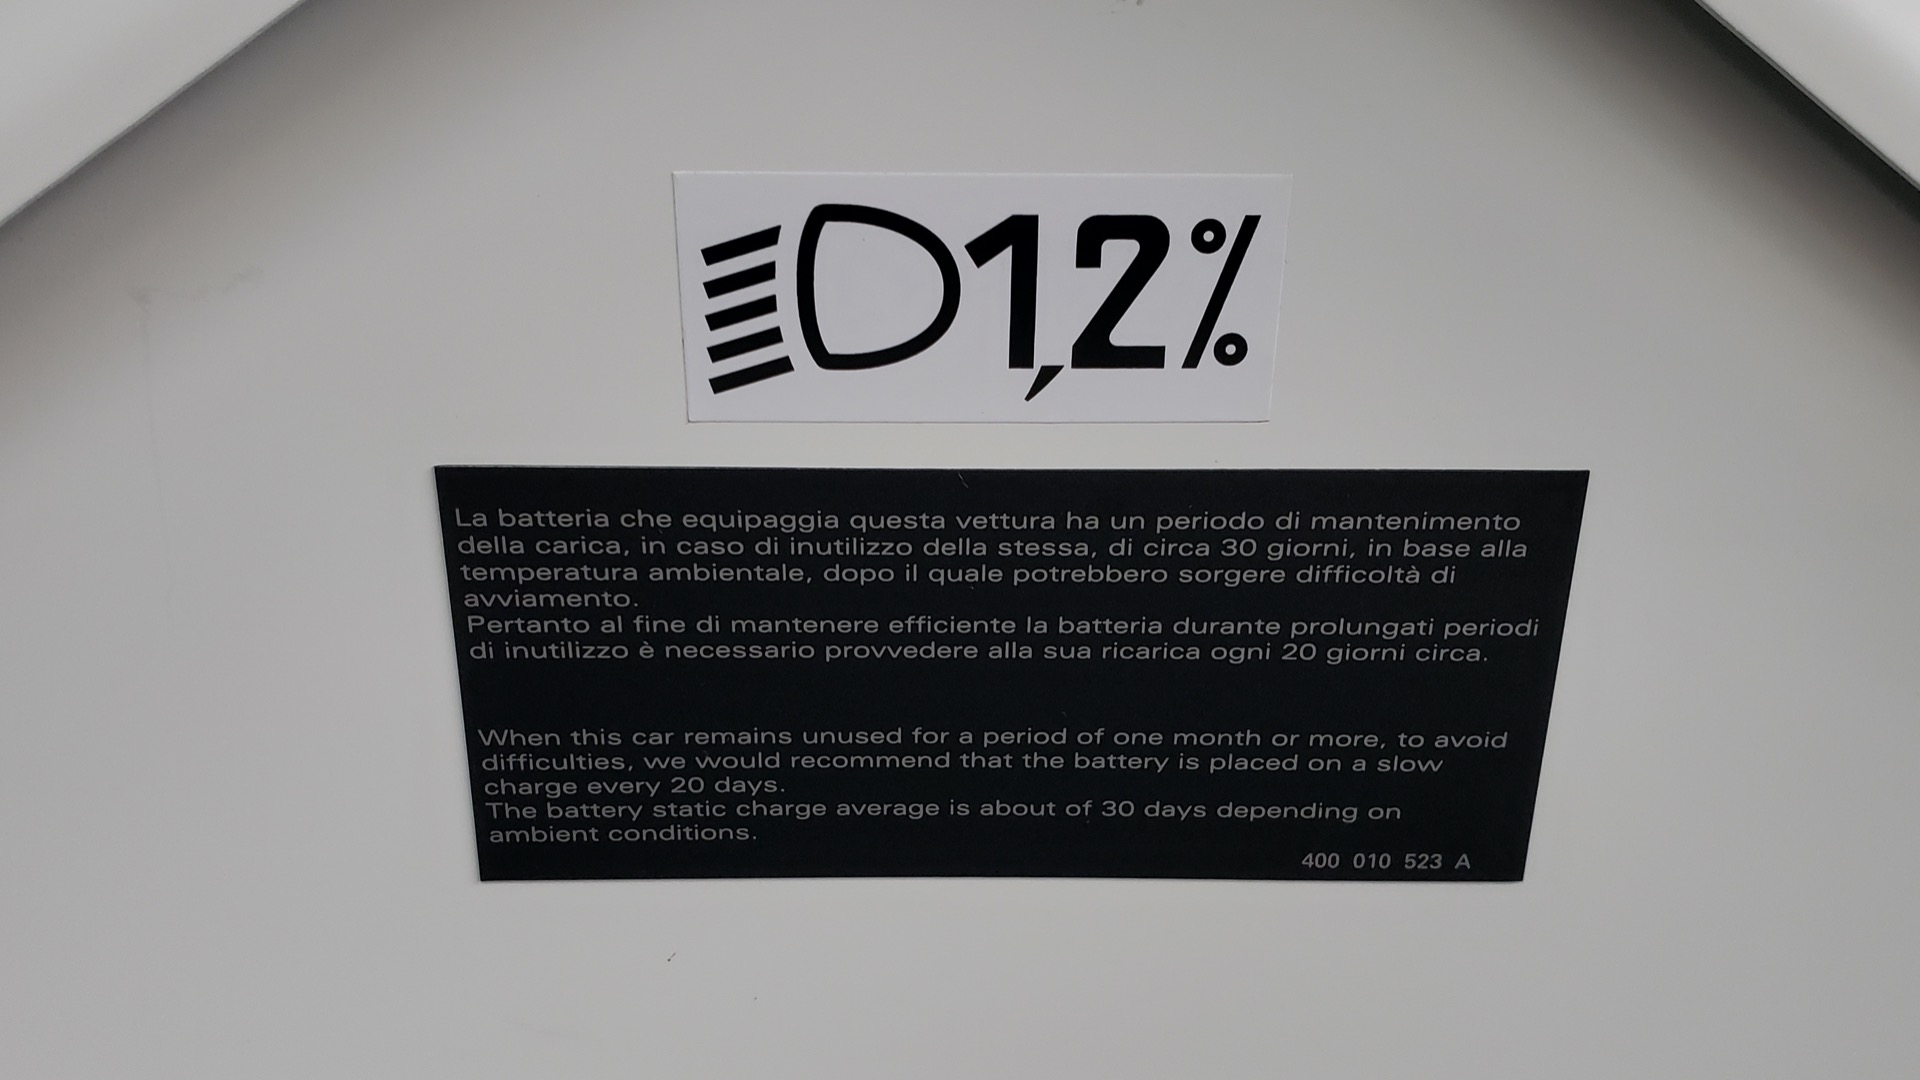 1,2%
La batteria che equipaggia questa vettura ha un periodo di mantenimento
della carica, in caso di inutilizzo della stessa, di circa 30 giorni, in base alla
temperatura ambientale, dopo il quale potrebbero sorgere difficoltà di
avviamento.
Pertanto al fine di mantenere efficiente la batteria durante prolungati periodi
di inutilizzo è necessario provvedere alla sua ricarica ogni 20 giorni circa.
When this car remains unused for a period of one month or more, to avoid
difficulties, we would recommend that the battery is placed on a slow
charge every 20 days.
The battery static charge average is about of 30 days depending on
ambient conditions.
400 010 523 A